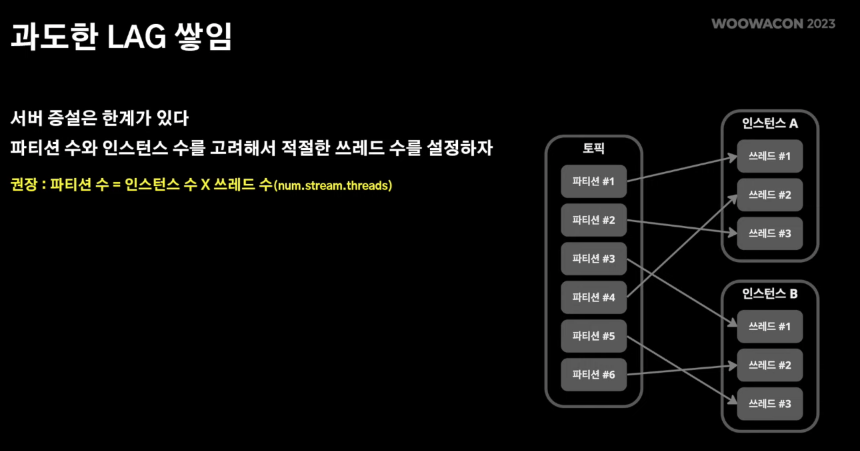 과도한 LAG 쌓임
WOOWACON 2023
서버 증설은 한계가 있다
파티션 수와 인스턴스 수를 고려해서 적절한 쓰레드 수를 설정하자
권장 : 파티션 수 = 인스턴스 수 X 쓰레드 수(num.stream.threads)
토픽
파티션 #1
파티션 #2
파티션 #3
파티션 #4
파티션 #5
파티션 #6
인스턴스 A
쓰레드 #1
쓰레드 #2
쓰레드 #3
인스턴스 B
쓰레드 #1
쓰레드 #2
쓰레드 #3